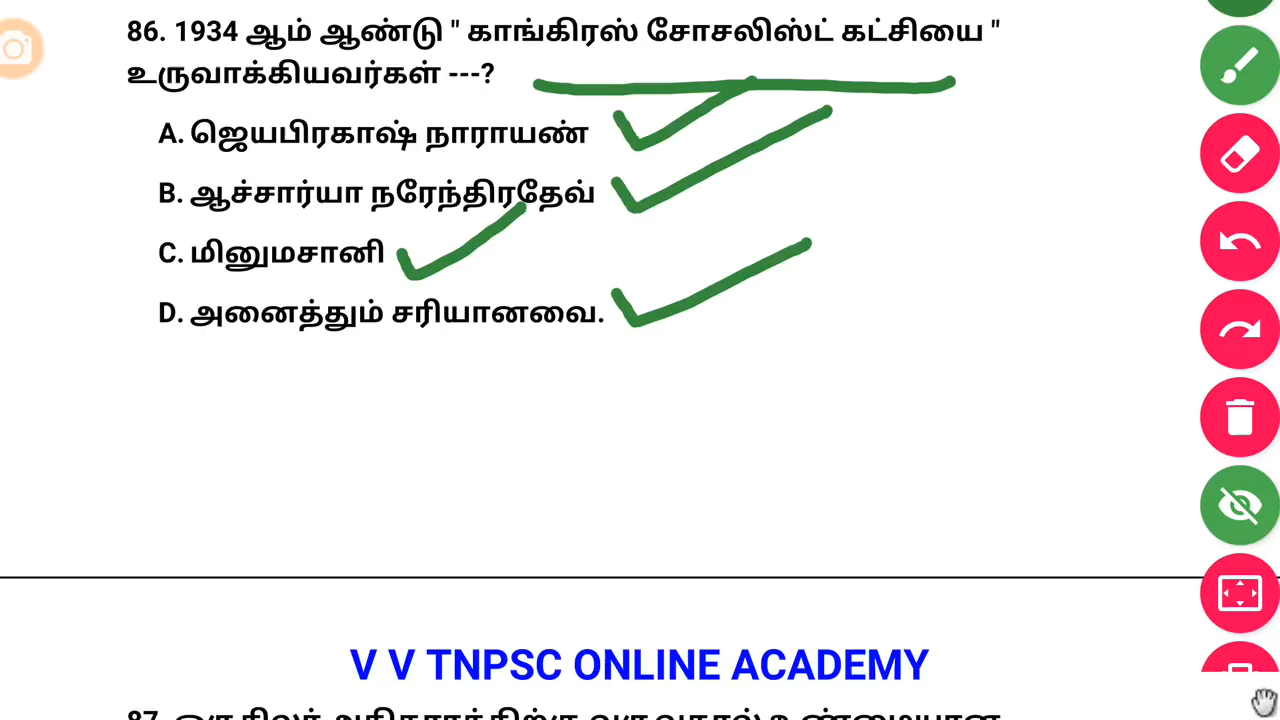 86. 1934 ஆம் ஆண்டு " காங்கிரஸ் சோசலிஸ்ட் கட்சியை "
உருவாக்கியவர்கள் ---?
A. ஜெயபிரகாஷ் நாராயண்
B. ஆச்சார்யா நரேந்திரதேவ்
C. மினுமசானி
D. அனைத்தும் சரியானவை.
V V TNPSC ONLINE ACADEMY
87.